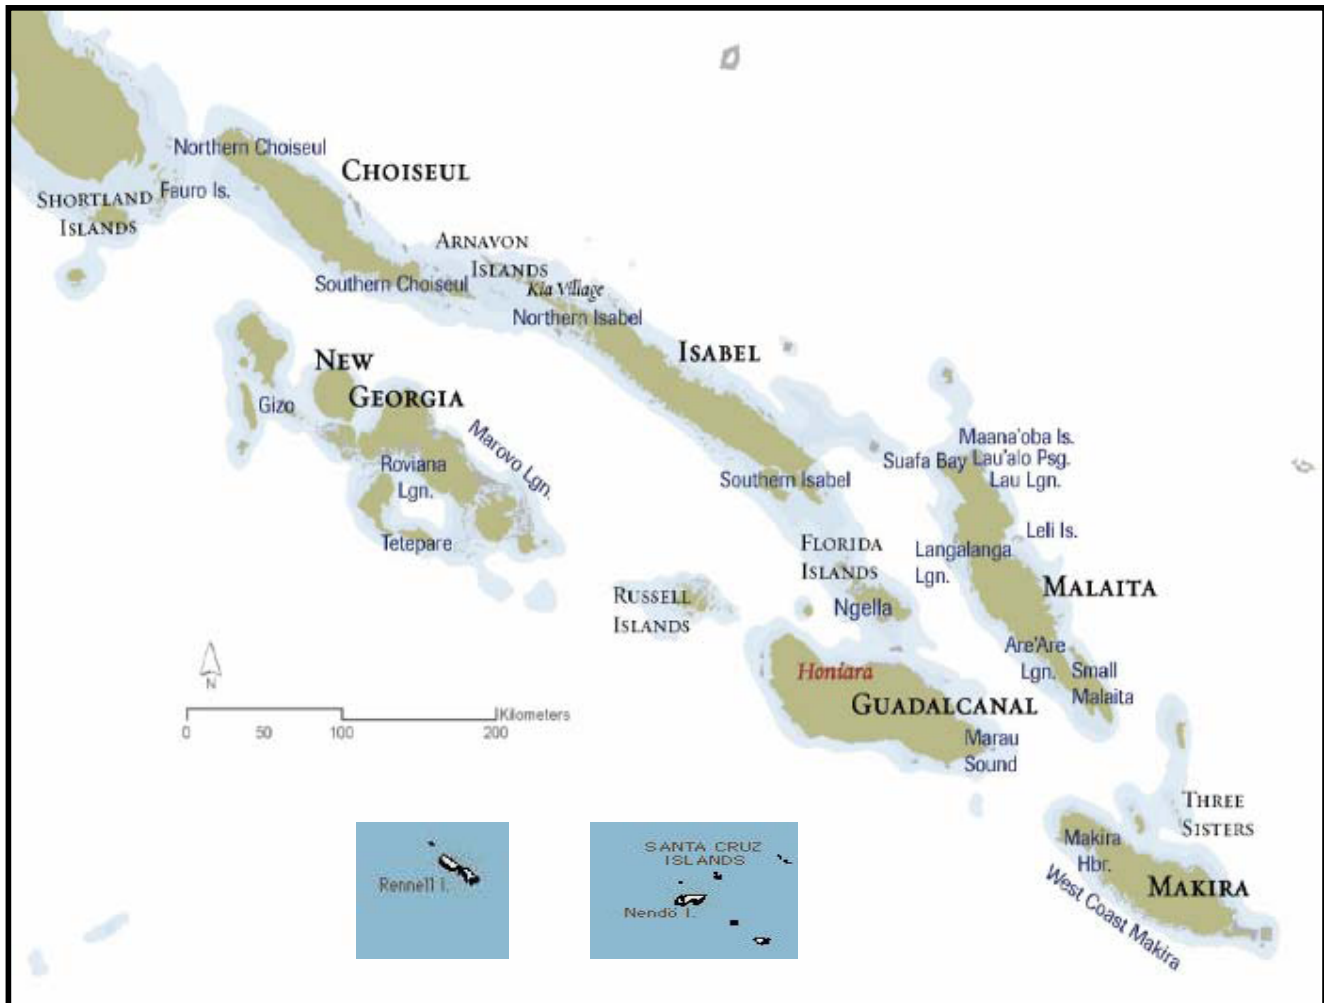 Northern Choiseul
CHOISEUL
SHORTLAND
ISLANDS
Fauro Is.
ARNAVON
ISLANDS
Southern Choiseul
Kia Village
Northern Isabel
NEW
GEORGIA
ISABEL
Gizo
Marovo Lgn.
Roviana
Lgn.
Tetepare
Southern Isabel
Maana'oba Is.
Suafa Bay
Lau'alo Psg.
Lau Lgn.
Leli Is.
Langalanga
Lgn.
FLORIDA
ISLANDS
Ngella
MALAITA
RUSSELL
ISLANDS
Are'Are
Lgn.
Small
Malaita
Honiara
GUADALCANAL
Marau
Sound
N
Kilometers
0 50 100 200
THREE
SISTERS
Makira
Hbr.
MAKIRA
West Coast Makira
Rennell I.
SANTA CRUZ
ISLANDS
Nendö I.